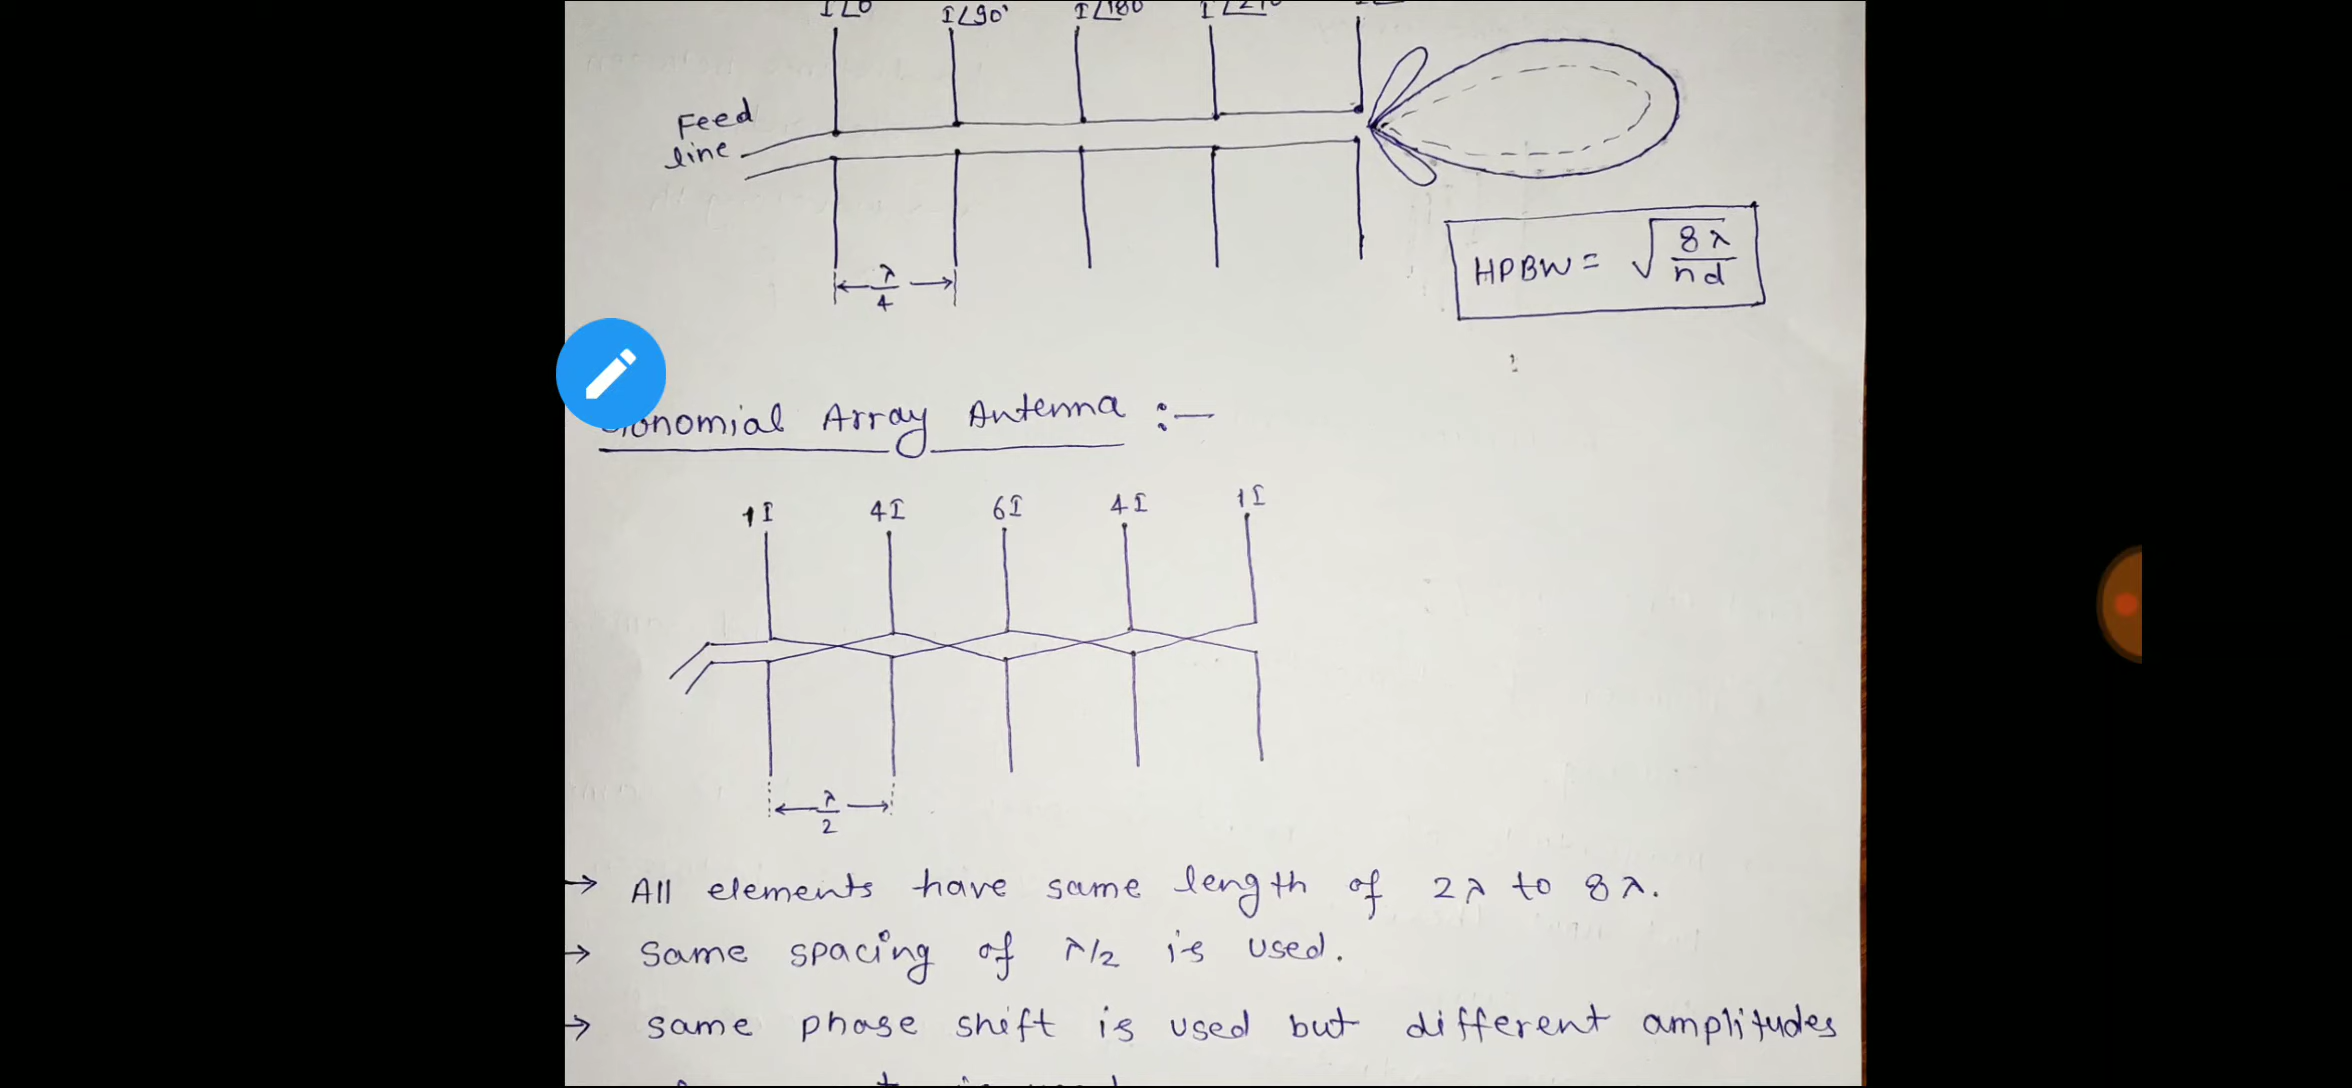 I∠0
I∠90°
I∠180
Feed
line
λ/4
HPBW = √(8λ/nd)
Array Antenna :-
1I 4I 6I 4I 1I
λ/2
→ All elements have same length of 2λ to 8λ.
→ same spacing of λ/2 is used.
→ same phase shift is used but different amplitudes